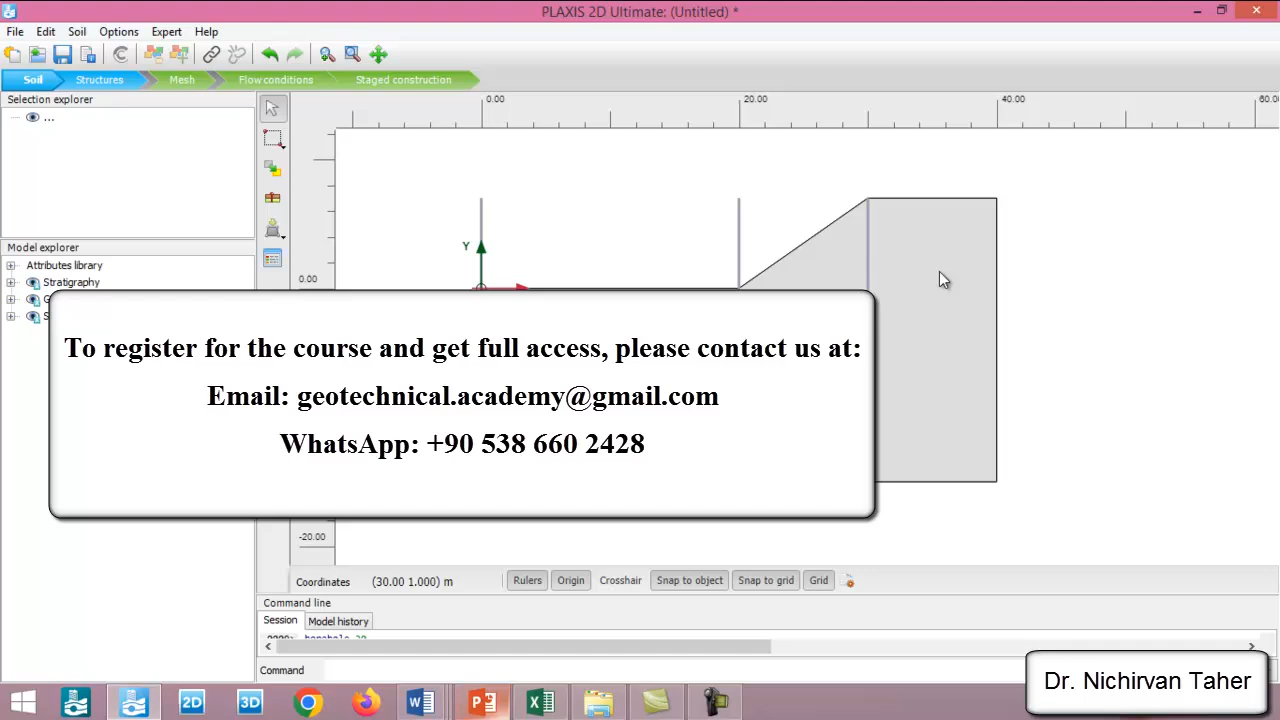 PLAXIS 2D Ultimate: (Untitled) *
File Edit Soil Options Expert Help
Soil Structures Mesh Flow conditions Staged construction
Selection explorer
...
0.00 20.00 40.00 60.0
Y
Model explorer
Attributes library
Stratigraphy
G
S
0.00
To register for the course and get full access, please contact us at:
Email: geotechnical.academy@gmail.com
WhatsApp: +90 538 660 2428
-20.00
Coordinates (30.00 1.000) m Rulers Origin Crosshair Snap to object Snap to grid Grid
Command line
Session Model history
Command
Dr. Nichirvan Taher
2D 3D